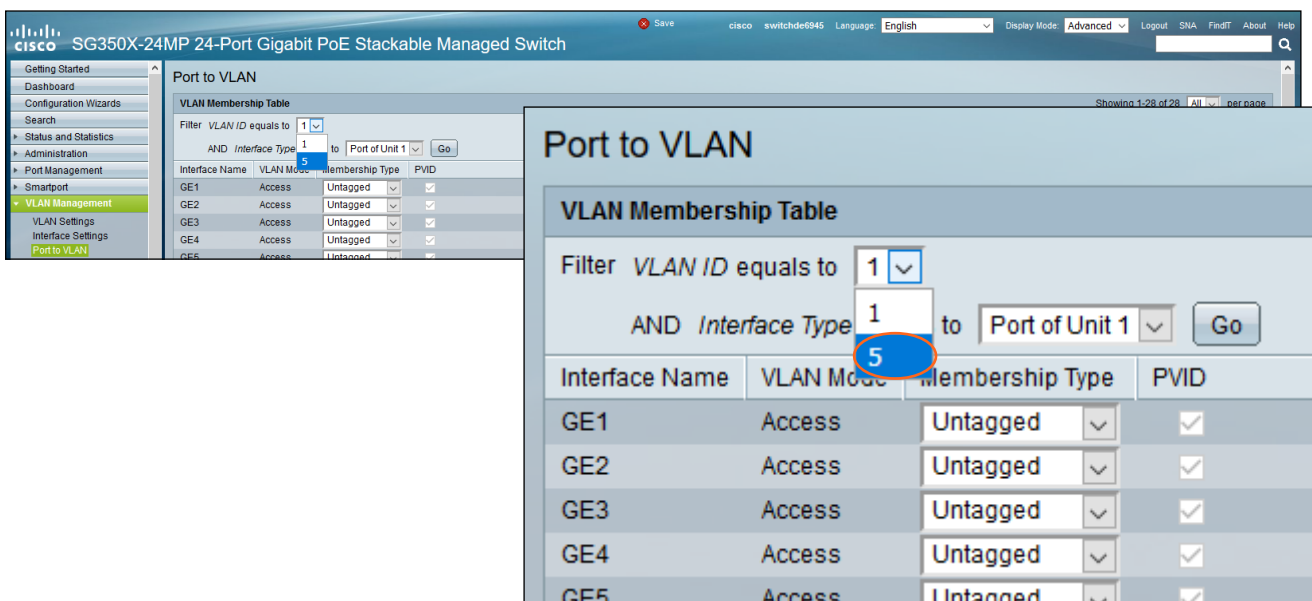 Save cisco switchde6945 Language: English Display Mode: Advanced Logout SNA FindIT About Help
cisco SG350X-24MP 24-Port Gigabit PoE Stackable Managed Switch
Getting Started
Dashboard
Configuration Wizards
Search
Status and Statistics
Administration
Port Management
Smartport
VLAN Management
VLAN Settings
Interface Settings
Port to VLAN
Port to VLAN
VLAN Membership Table Showing 1-28 of 28 All per page
Filter VLAN ID equals to 1
1
AND Interface Type to Port of Unit 1 Go
5
Interface Name VLAN Mode Membership Type PVID
GE1 Access Untagged
GE2 Access Untagged
GE3 Access Untagged
GE4 Access Untagged
GE5 Access Untagged
Port to VLAN
VLAN Membership Table
Filter VLAN ID equals to 1
1
AND Interface Type to Port of Unit 1 Go
5
Interface Name VLAN Mode Membership Type PVID
GE1 Access Untagged
GE2 Access Untagged
GE3 Access Untagged
GE4 Access Untagged
GE5 Access Untagged